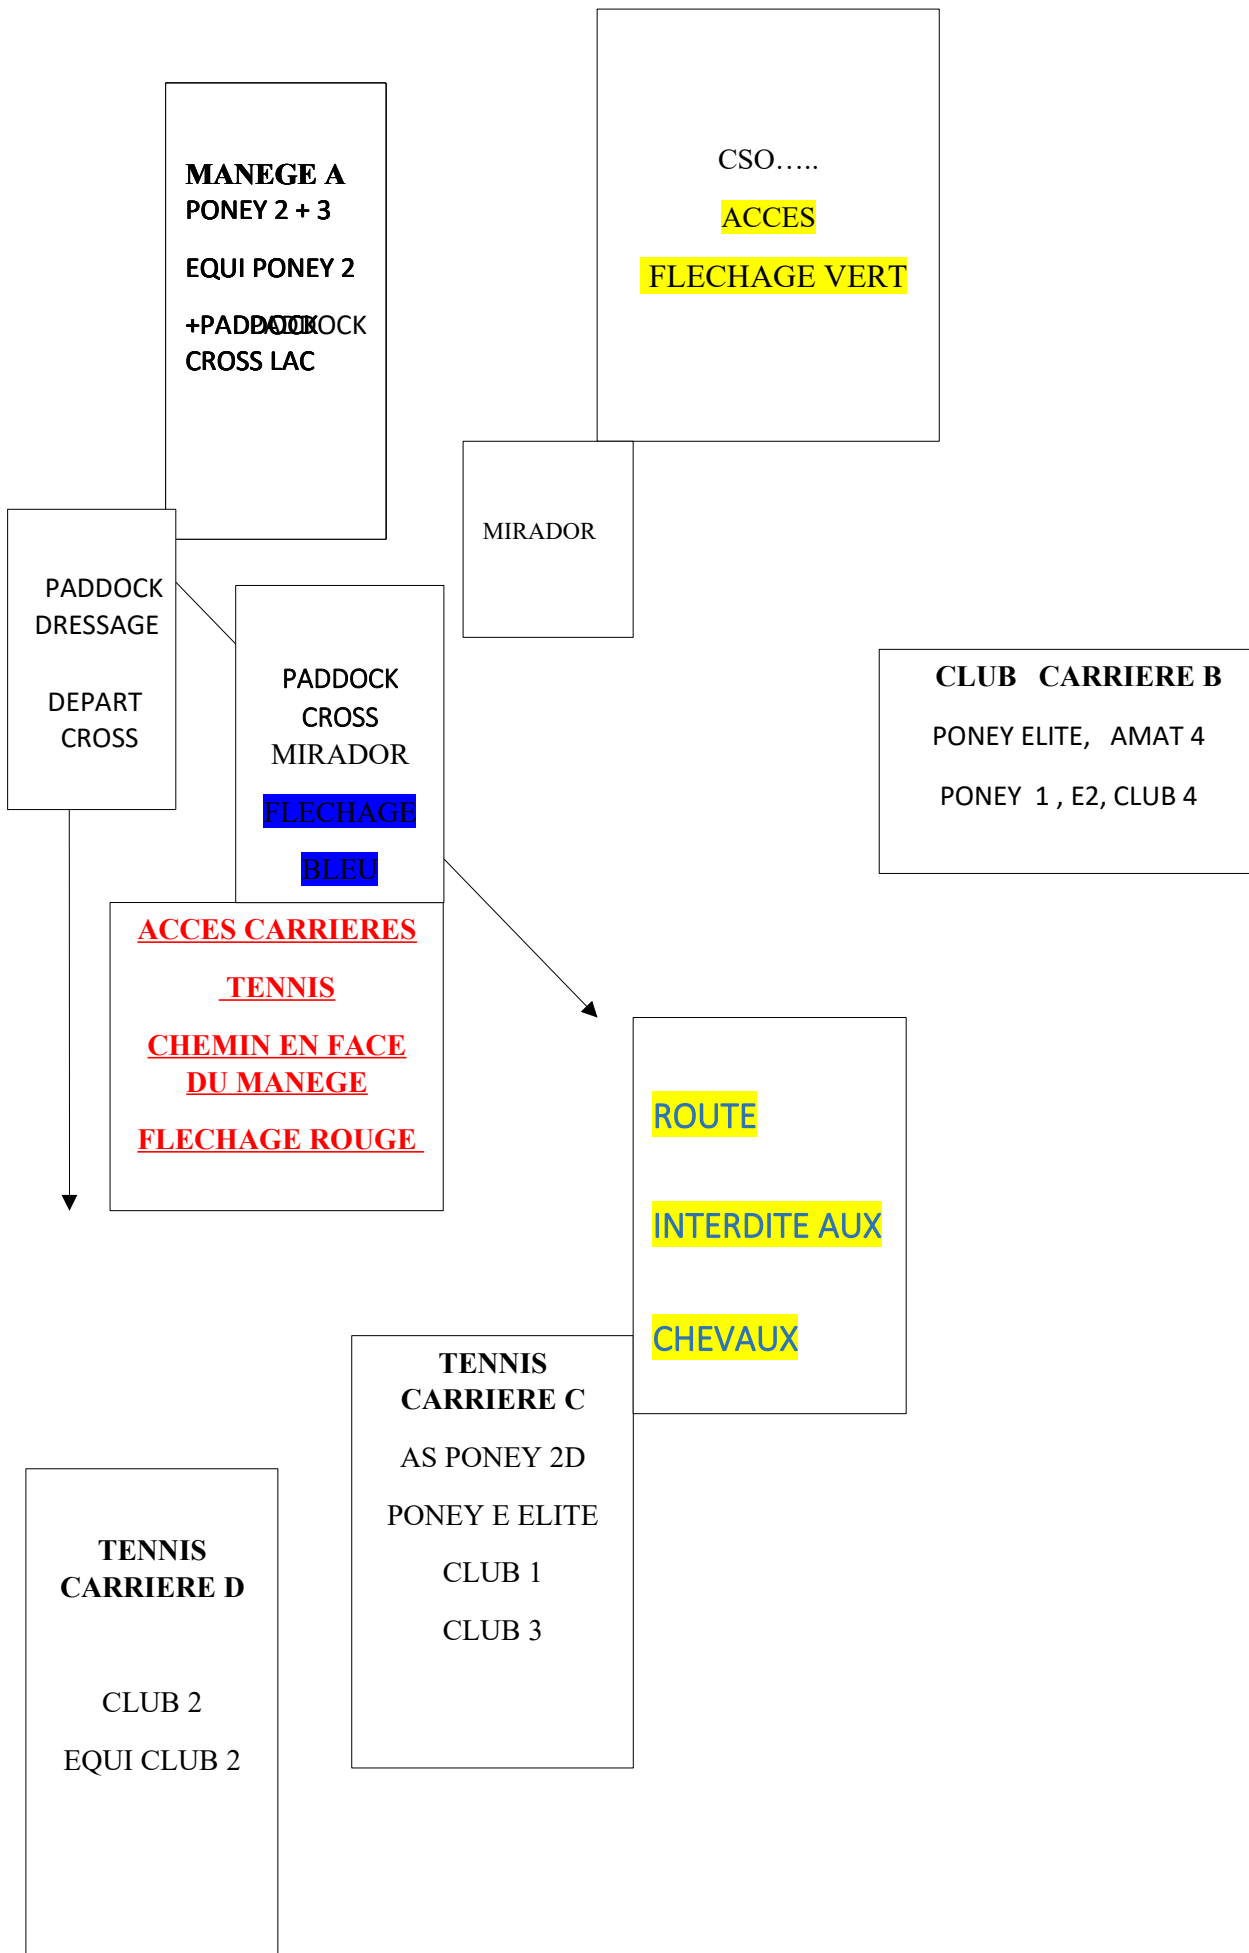 CSO…..
ACCES
FLECHAGE VERT
MANEGE A
PONEY 2 + 3
EQUI PONEY 2
+PADDOCK
PADDOCK
CROSS LAC
MIRADOR
PADDOCK
DRESSAGE
DEPART
CROSS
PADDOCK
CROSS
MIRADOR
FLECHAGE
BLEU
CLUB CARRIERE B
PONEY ELITE, AMAT 4
PONEY 1 , E2, CLUB 4
ACCES CARRIERES
TENNIS
CHEMIN EN FACE
DU MANEGE
FLECHAGE ROUGE
ROUTE
INTERDITE AUX
CHEVAUX
TENNIS
CARRIERE C
AS PONEY 2D
PONEY E ELITE
CLUB 1
CLUB 3
TENNIS
CARRIERE D
CLUB 2
EQUI CLUB 2